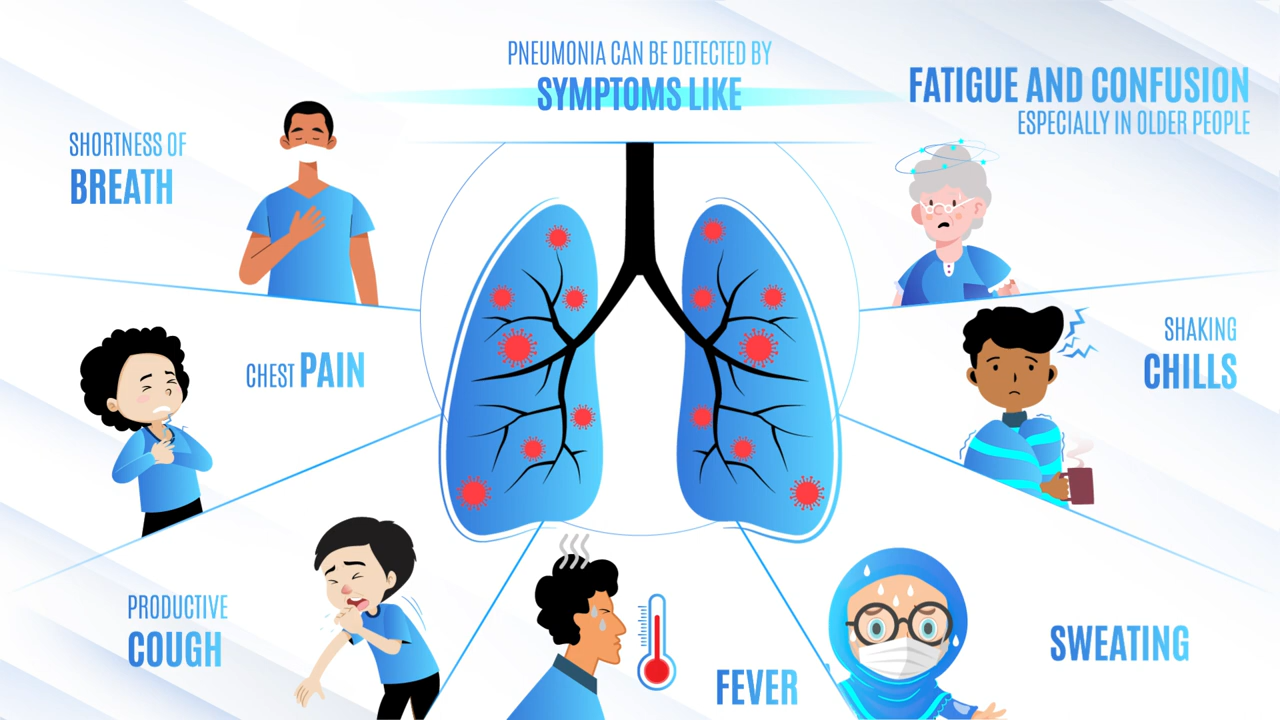 PNEUMONIA CAN BE DETECTED BY
SYMPTOMS LIKE
FATIGUE AND CONFUSION
ESPECIALLY IN OLDER PEOPLE
SHORTNESS OF
BREATH
CHEST PAIN
SHAKING
CHILLS
PRODUCTIVE
COUGH
FEVER
SWEATING